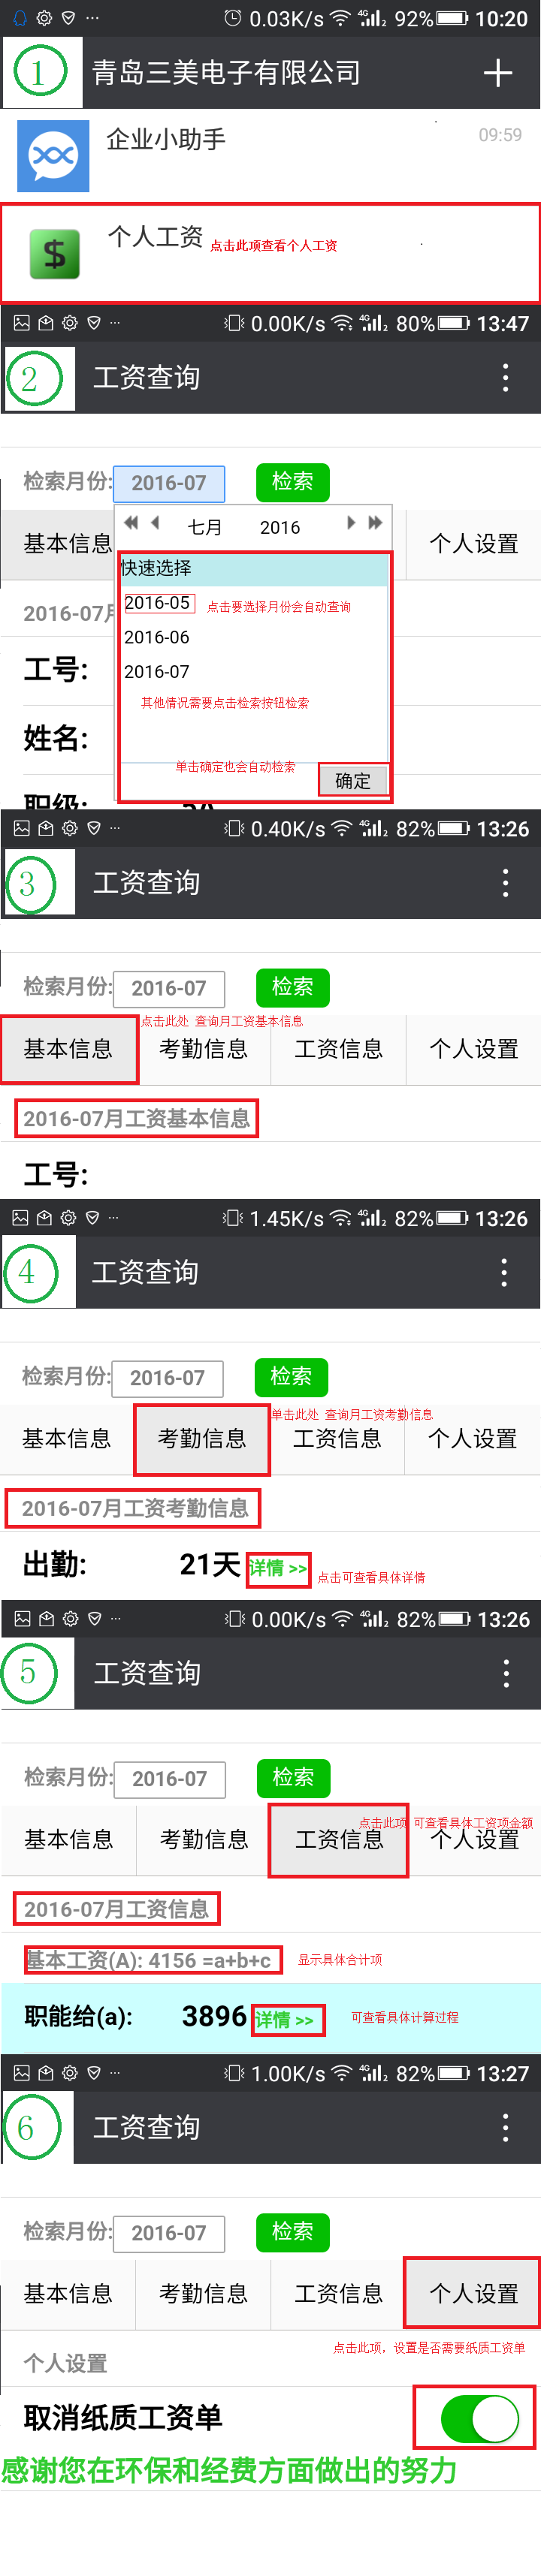 0.03K/s 4G 92% 10:20
1 青岛三美电子有限公司
企业小助手 09:59
个人工资 点击此项查看个人工资
0.00K/s 4G 80% 13:47
2 工资查询
检索月份: 2016-07 检索
七月 2016
基本信息 个人设置
快速选择
2016-07月
2016-05 点击要选择月份会自动查询
2016-06
工号:
2016-07
其他情况需要点击检索按钮检索
姓名:
单击确定也会自动检索
确定
职级: 5A
0.40K/s 4G 82% 13:26
3 工资查询
检索月份: 2016-07 检索
点击此处 查询月工资基本信息
基本信息 考勤信息 工资信息 个人设置
2016-07月工资基本信息
工号:
1.45K/s 4G 82% 13:26
4 工资查询
检索月份: 2016-07 检索
单击此处 查询月工资考勤信息
基本信息 考勤信息 工资信息 个人设置
2016-07月工资考勤信息
出勤: 21天 详情 >> 点击可查看具体详情
0.00K/s 4G 82% 13:26
5 工资查询
检索月份: 2016-07 检索
点击此项 可查看具体工资项金额
基本信息 考勤信息 工资信息 个人设置
2016-07月工资信息
基本工资(A): 4156 =a+b+c 显示具体合计项
职能给(a): 3896 详情 >> 可查看具体计算过程
1.00K/s 4G 82% 13:27
6 工资查询
检索月份: 2016-07 检索
基本信息 考勤信息 工资信息 个人设置
点击此项，设置是否需要纸质工资单
个人设置
取消纸质工资单
感谢您在环保和经费方面做出的努力